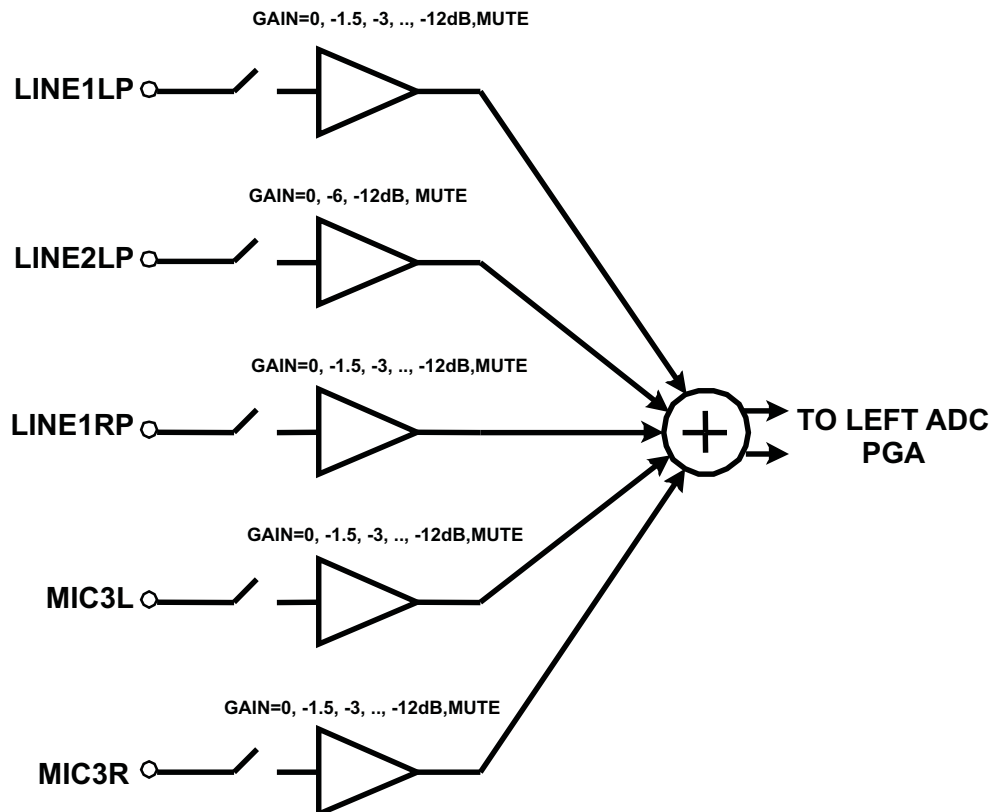 GAIN=0, -1.5, -3, .., -12dB,MUTE
LINE1LP
GAIN=0, -6, -12dB, MUTE
LINE2LP
GAIN=0, -1.5, -3, .., -12dB,MUTE
LINE1RP
+
TO LEFT ADC
PGA
GAIN=0, -1.5, -3, .., -12dB,MUTE
MIC3L
GAIN=0, -1.5, -3, .., -12dB,MUTE
MIC3R